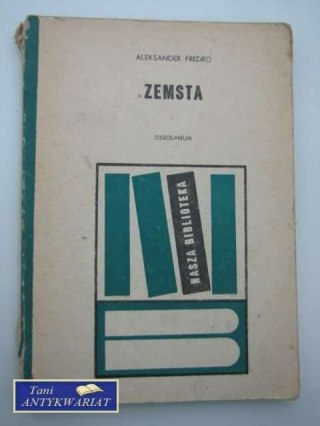 ALEKSANDER FREDRO
ZEMSTA
OSSOLINEUM
NASZA BIBLIOTEKA
Tani
ANTYKWARIAT